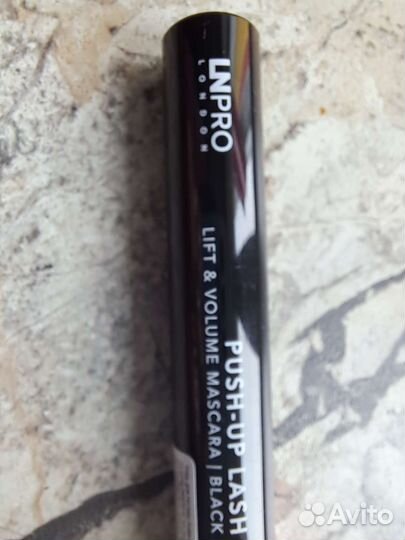 LNPRO
LONDON
PUSH-UP LASH
LIFT & VOLUME MASCARA | BLACK
Avito